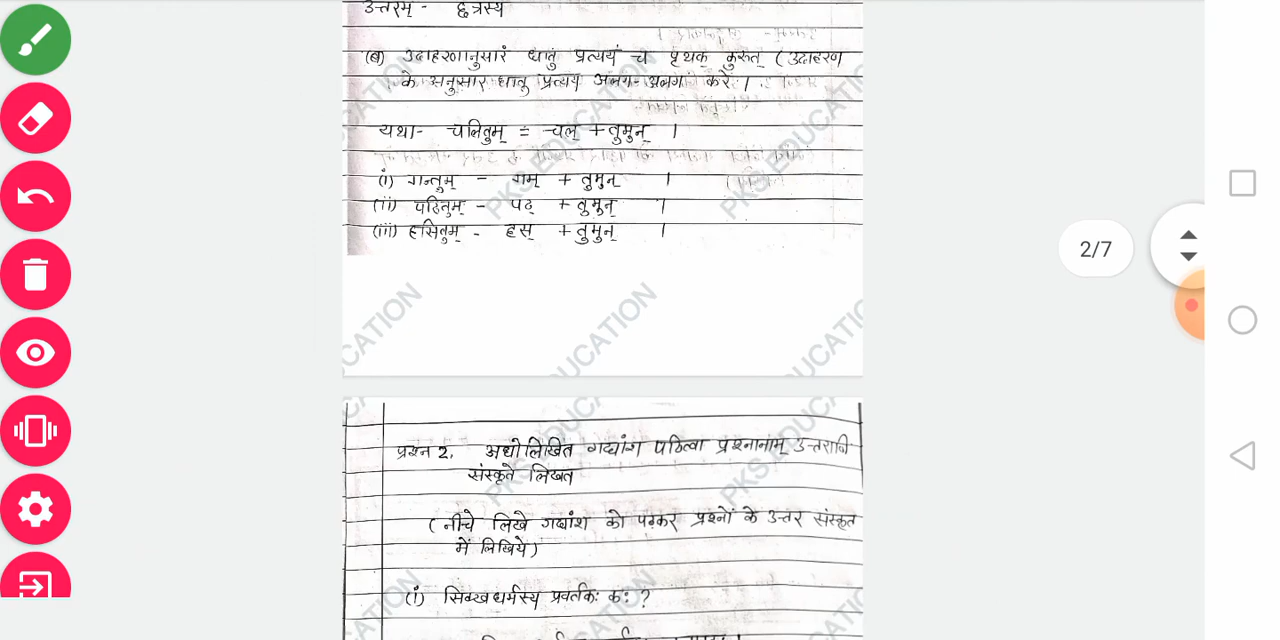 उत्तरम् - छत्रस्य
(ब) उदाहरणानुसारं धातुं प्रत्ययं च पृथक् कुरुत् (उदाहरण
के अनुसार धातु प्रत्यय अलग-अलग करें।
यथा- चलितुम् = चल् + तुमुन् ।
(i) गन्तुम् - गम् + तुमुन् ।
(ii) पठितुम् - पठ् + तुमुन् ।
(iii) हसितुम् - हस् + तुमुन् ।
2/7
प्रश्न 2. अधोलिखित गद्यांश पठित्वा प्रश्नानाम् उत्तराणि
संस्कृते लिखत
(नीचे लिखे गद्यांश को पढ़कर प्रश्नों के उत्तर संस्कृत
में लिखिये)
(i) सिक्खधर्मस्य प्रवर्तकः कः ?
PKS EDUCATION